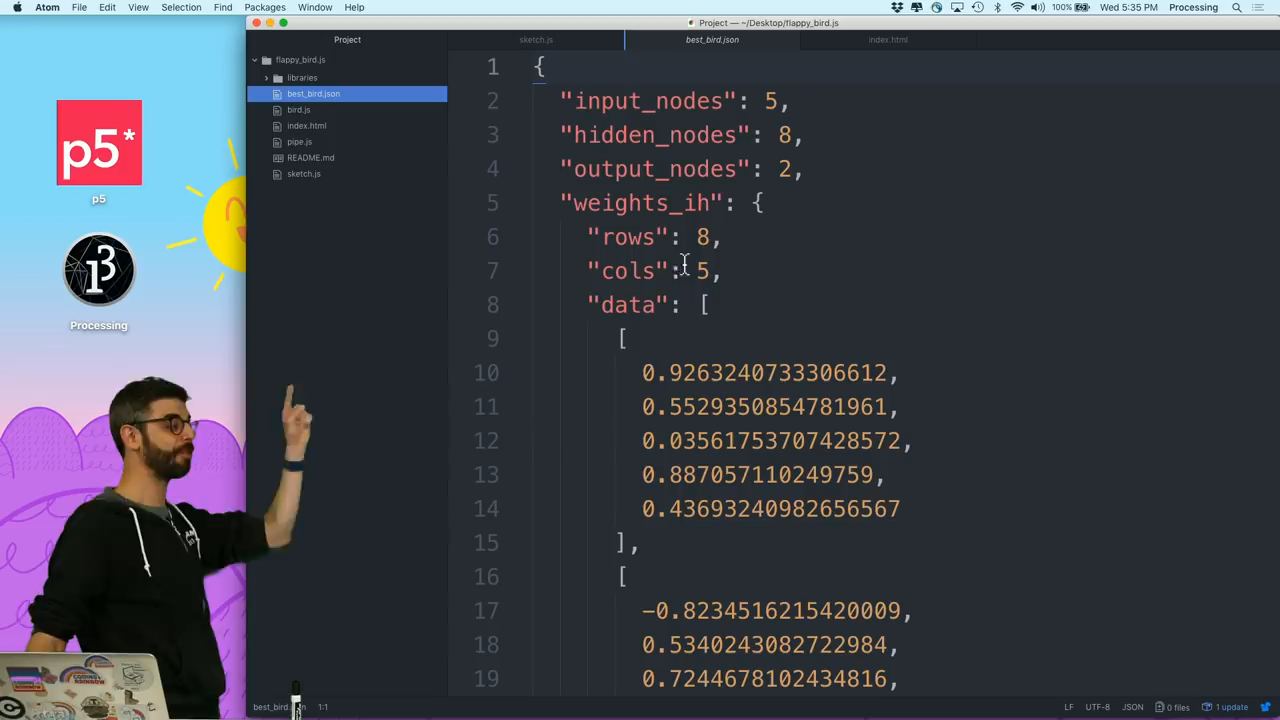 Atom File Edit View Selection Find Packages Window Help
100% Wed 5:35 PM Processing
Project — ~/Desktop/flappy_bird.js
Project
sketch.js
best_bird.json
index.html
flappy_bird.js
libraries
best_bird.json
bird.js
index.html
pipe.js
README.md
sketch.js
p5*
p5
Processing
1 {
2 "input_nodes": 5,
3 "hidden_nodes": 8,
4 "output_nodes": 2,
5 "weights_ih": {
6 "rows": 8,
7 "cols": 5,
8 "data": [
9 [
10 0.9263240733306612,
11 0.5529350854781961,
12 0.03561753707428572,
13 0.887057110249759,
14 0.43693240982656567
15 ],
16 [
17 -0.8234516215420009,
18 0.5340243082722984,
19 0.7244678102434816,
1:1
LF UTF-8 JSON 0 files 1 update